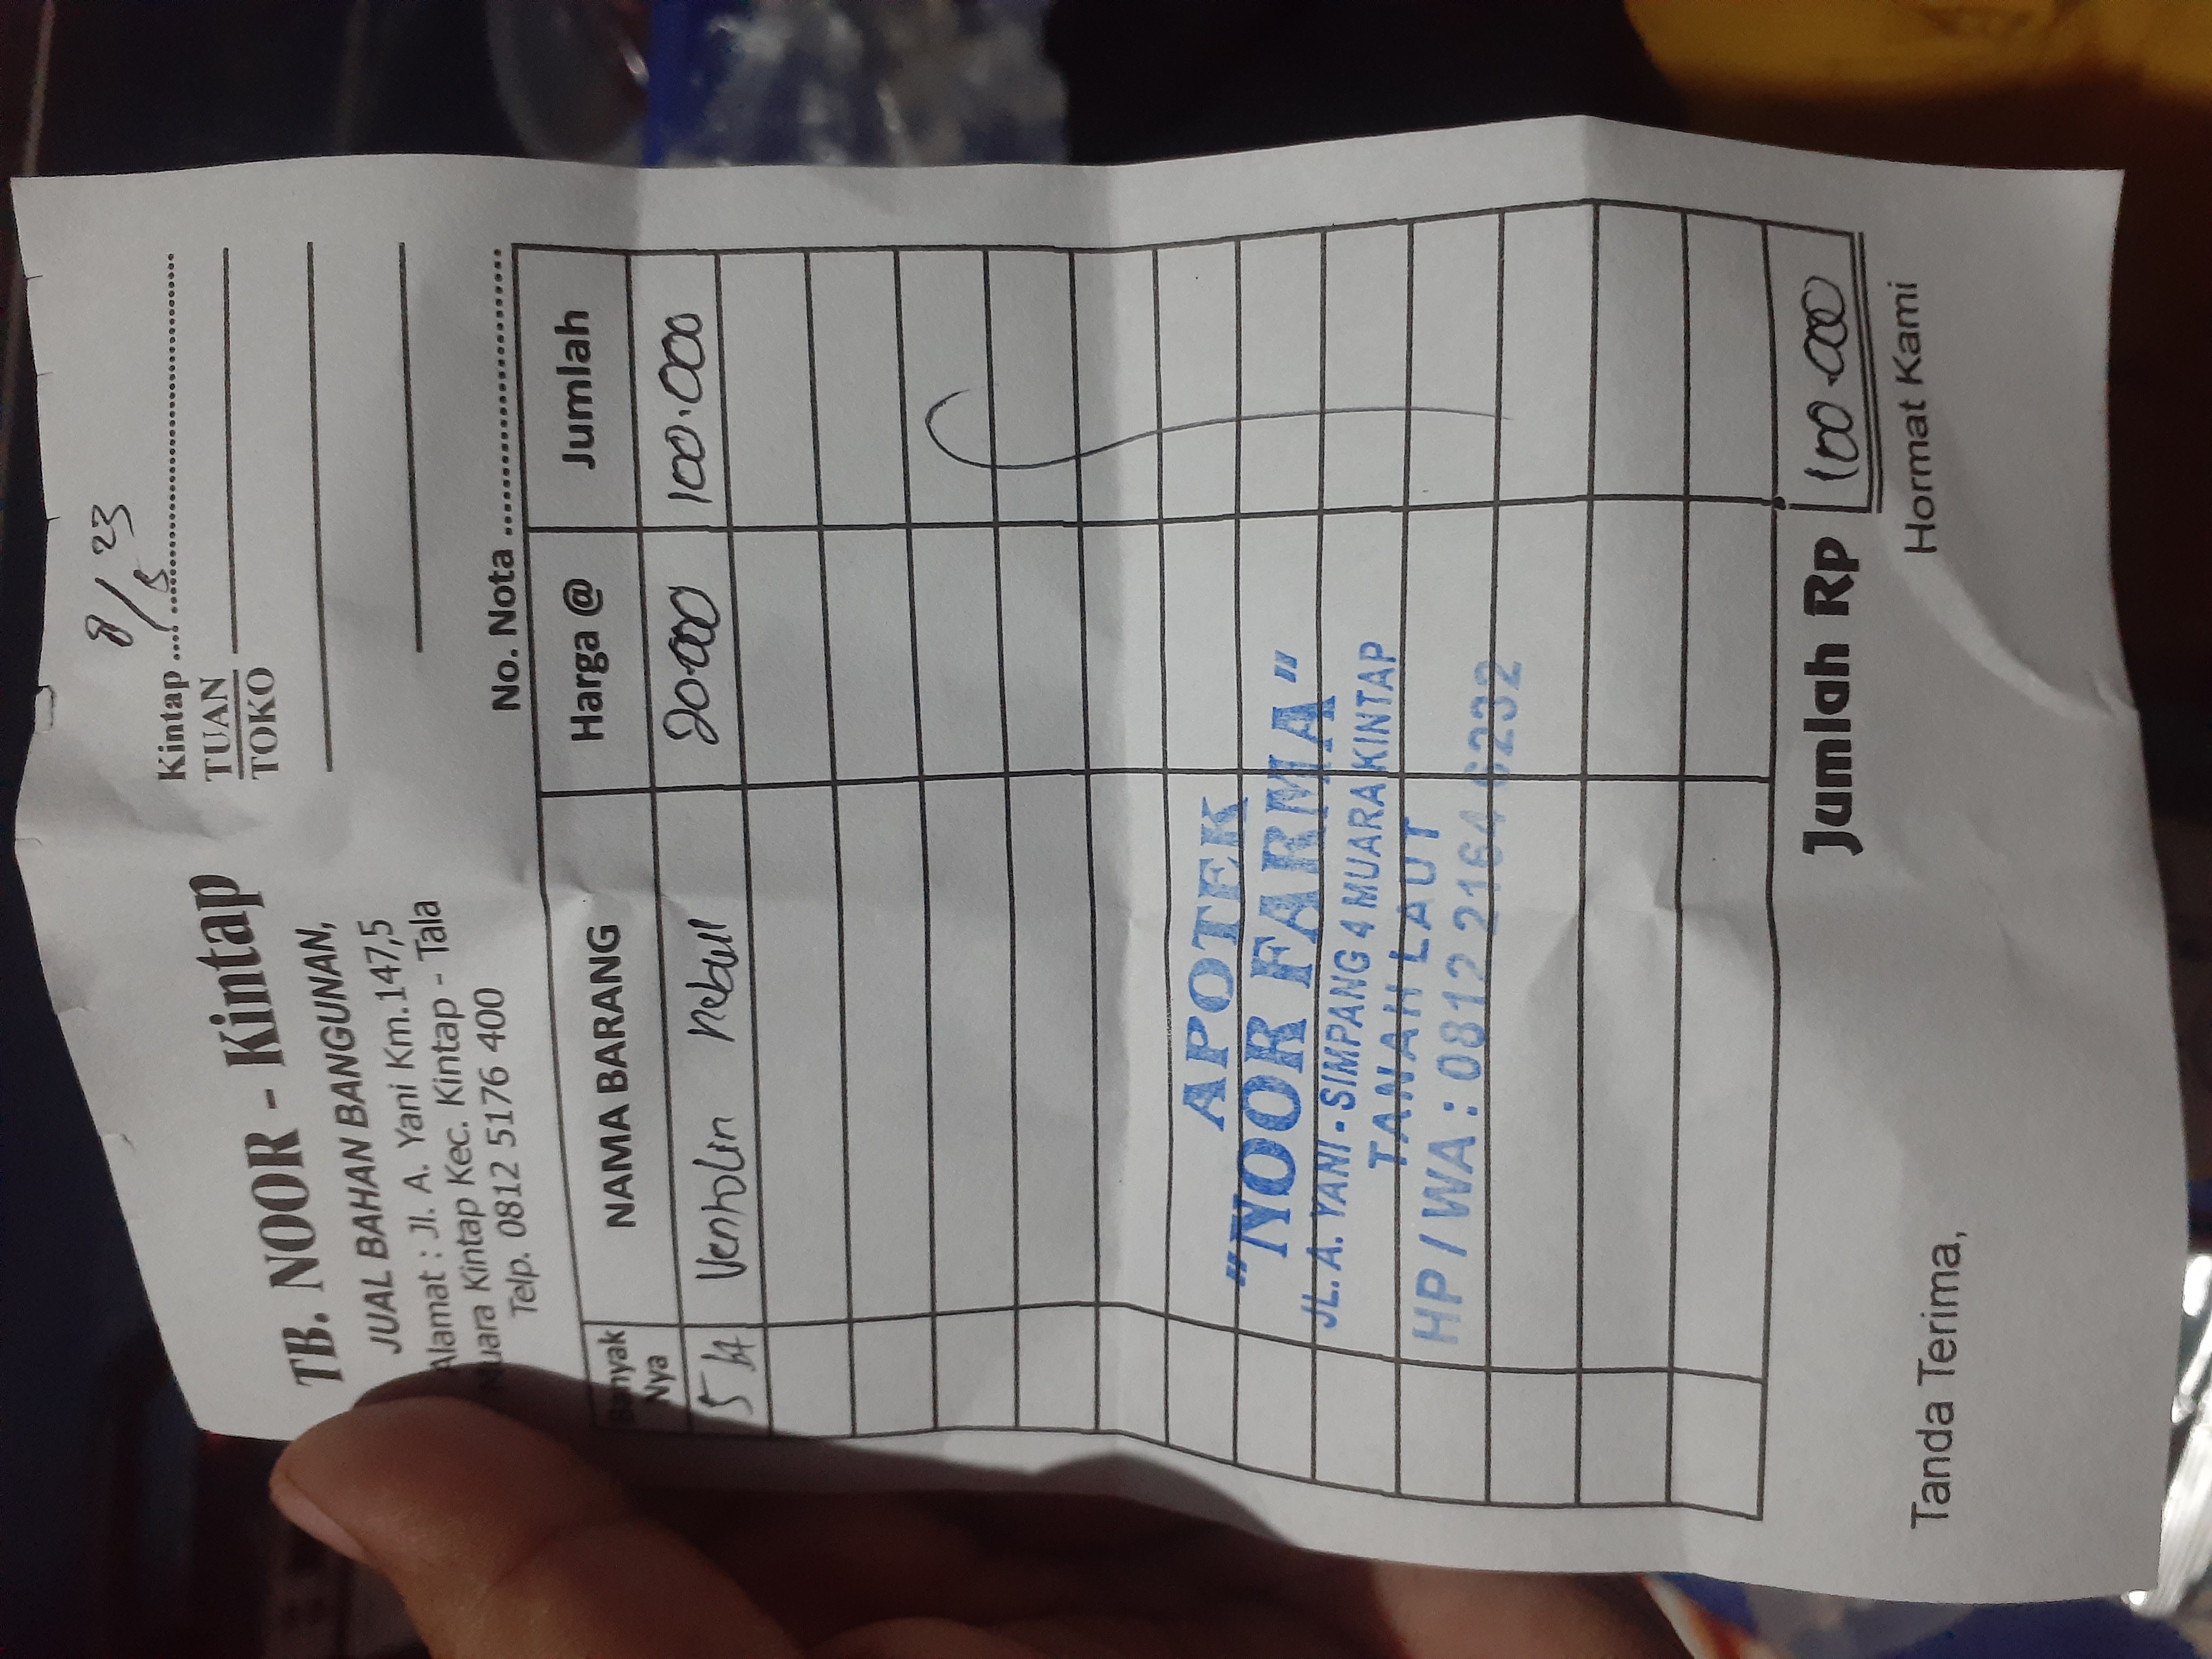 TB. NOOR - Kintap
JUAL BAHAN BANGUNAN,
Alamat : Jl. A. Yani Km.147,5
Muara Kintap Kec. Kintap - Tala
Telp. 0812 5176 400
Kintap .... 8/5 23
TUAN
TOKO
No. Nota
Banyak Nya NAMA BARANG Harga @ Jumlah
5 Ventolin nebul 20.000 100.000
APOTEK
"NOOR FARMA"
JL. A. YANI - SIMPANG 4 MUARA KINTAP
TANAH LAUT
HP / WA : 0812 2164 6232
Jumlah Rp 100.000
Tanda Terima, Hormat Kami